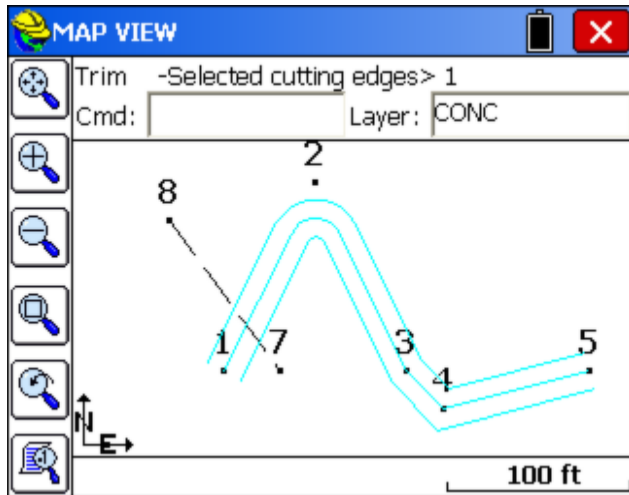 MAP VIEW
Trim -Selected cutting edges> 1
Cmd: Layer: CONC
2
8
1 7 3 5
4
N
E
100 ft